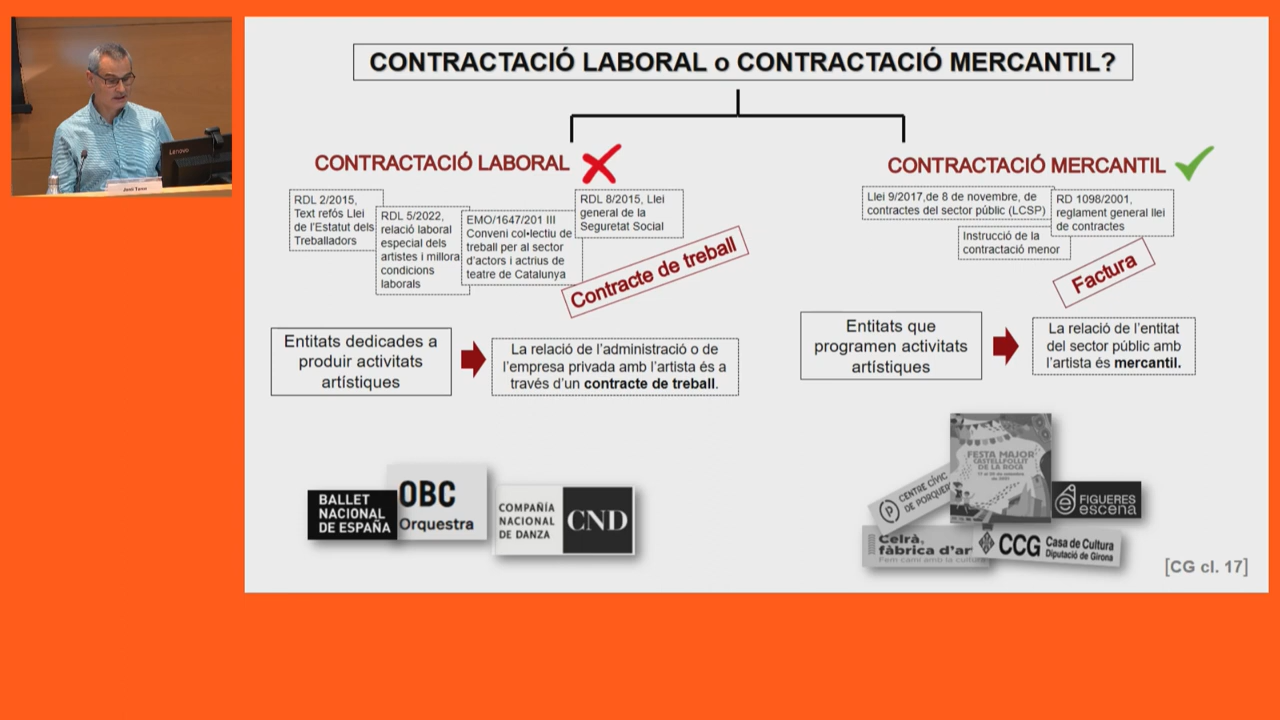 Lenovo
CONTRACTACIÓ LABORAL o CONTRACTACIÓ MERCANTIL?
CONTRACTACIÓ LABORAL
RDL 2/2015,
Text refós Llei
de l'Estatut dels
Treballadors
RDL 5/2022,
relació laboral
especial dels
artistes i millora
condicions
laborals
EMO/1647/201 III
Conveni col•lectiu de
treball per al sector
d'actors i actrius de
teatre de Catalunya
RDL 8/2015, Llei
general de la
Seguretat Social
Contracte de treball
Entitats dedicades a
produir activitats
artístiques
La relació de l'administració o de
l'empresa privada amb l'artista és a
través d'un contracte de treball.
BALLET
NACIONAL
DE ESPAÑA
OBC
Orquestra
COMPAÑÍA
NACIONAL
DE DANZA
CND
CONTRACTACIÓ MERCANTIL
Llei 9/2017,de 8 de novembre, de
contractes del sector públic (LCSP)
RD 1098/2001,
reglament general llei
de contractes
Instrucció de la
contractació menor
Factura
Entitats que
programen activitats
artístiques
La relació de l'entitat
del sector públic amb
l'artista és mercantil.
FESTA MAJOR
CASTELLFOLLIT
DE LA ROCA
P
CENTRE CÍVIC
DE PORQUER
FIGUERES
escena
Celrà,
fàbrica d'ar
Fem camí amb la cultur
CCG
Casa de Cultura
Diputació de Girona
[CG cl. 17]